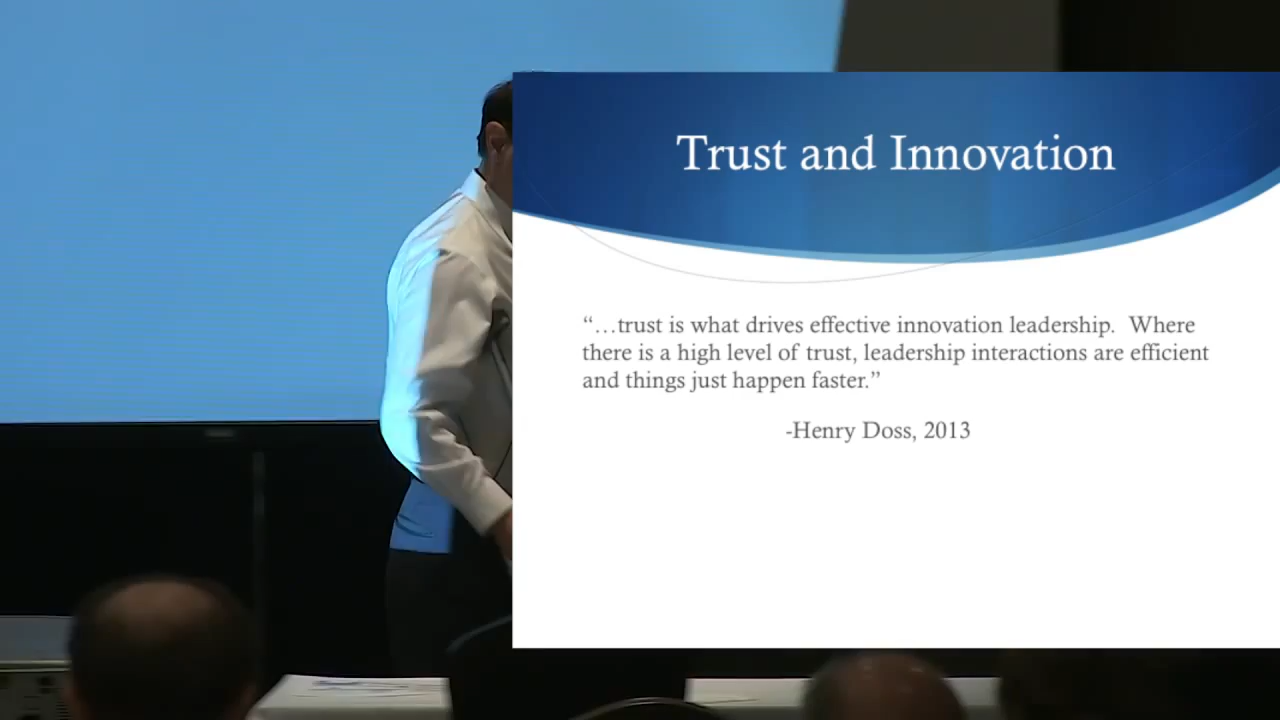 Trust and Innovation
“…trust is what drives effective innovation leadership.  Where
there is a high level of trust, leadership interactions are efficient
and things just happen faster.”
-Henry Doss, 2013